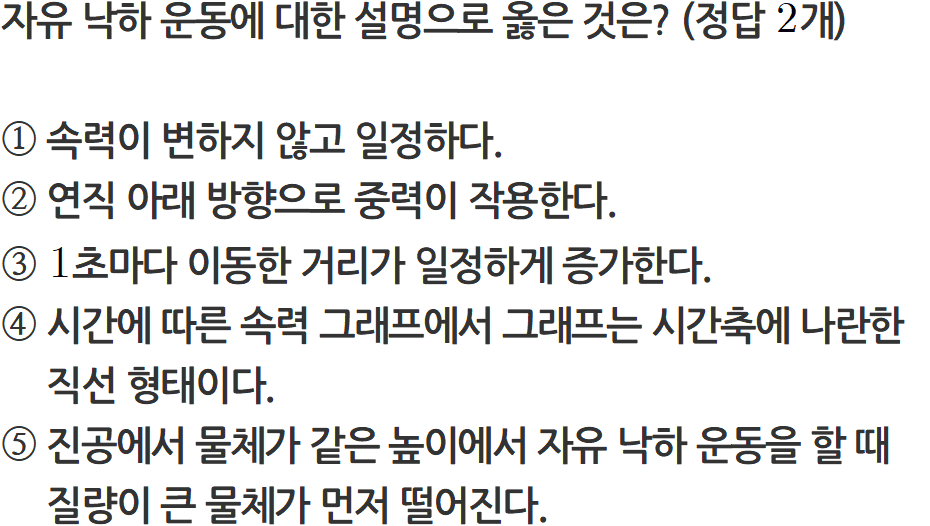 자유 낙하 운동에 대한 설명으로 옳은 것은? (정답 2개)
① 속력이 변하지 않고 일정하다.
② 연직 아래 방향으로 중력이 작용한다.
③ 1초마다 이동한 거리가 일정하게 증가한다.
④ 시간에 따른 속력 그래프에서 그래프는 시간축에 나란한
직선 형태이다.
⑤ 진공에서 물체가 같은 높이에서 자유 낙하 운동을 할 때
질량이 큰 물체가 먼저 떨어진다.